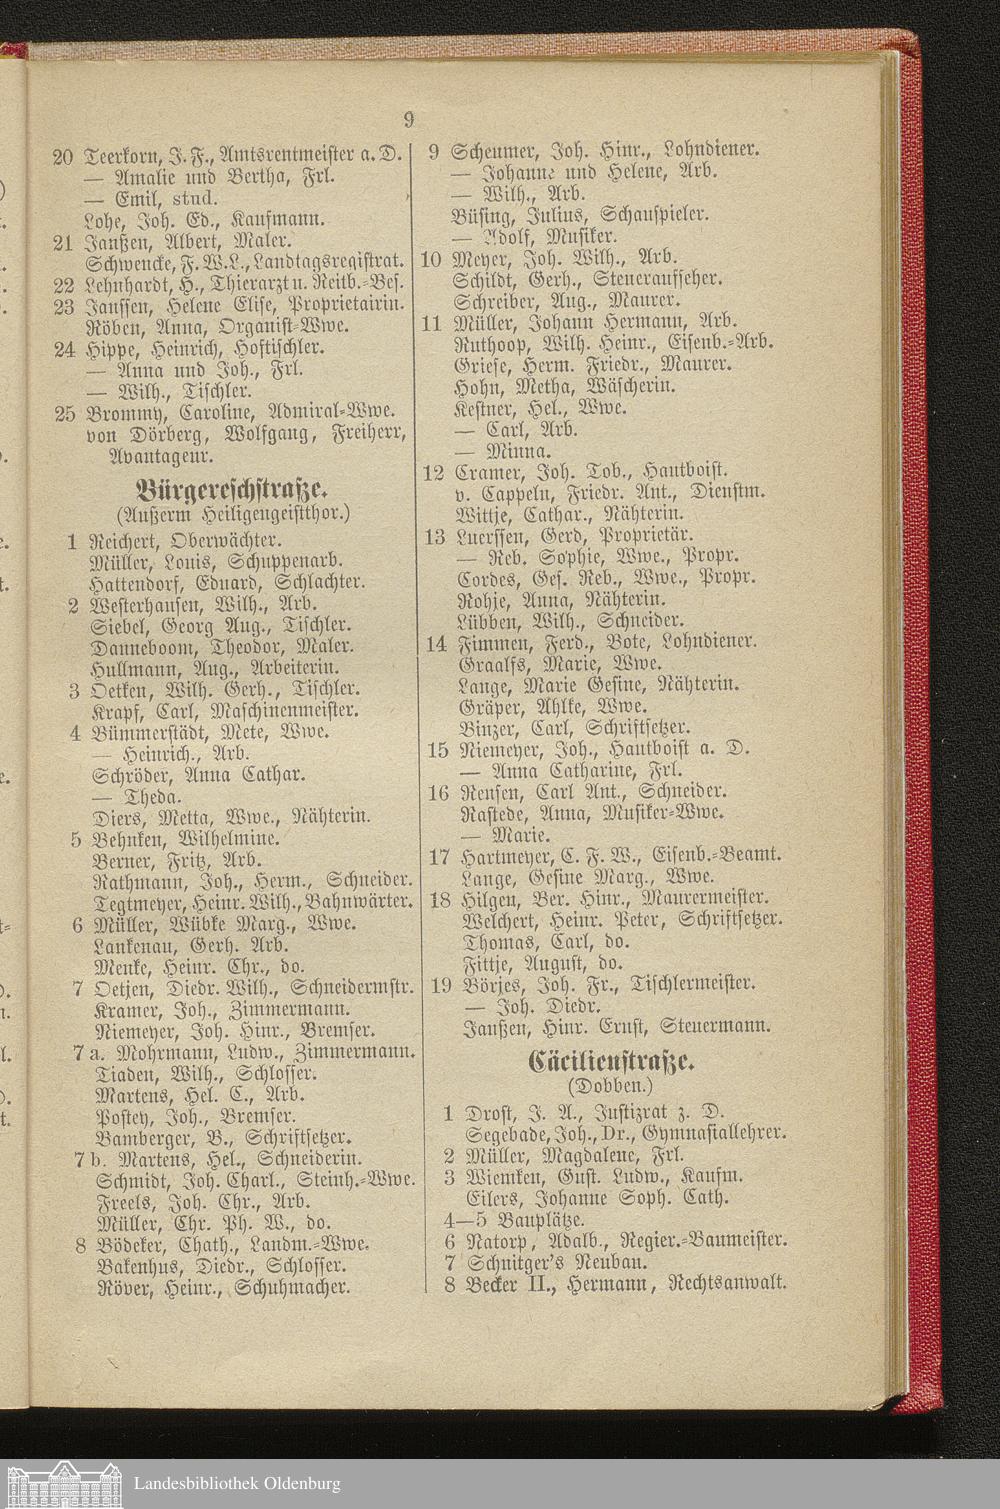 9
20 Teerkorn, J. F., Amtsrentmeister a. D.
— Amalie und Bertha, Frl.
— Emil, stud.
Lohe, Joh. Ed., Kaufmann.
21 Janßen, Albert, Maler.
Schwencke, F. W. L., Landtagsregistrat.
22 Lehnhardt, H., Thierarzt u. Reitb.-Bes.
23 Janssen, Helene Elise, Proprietairin.
Röben, Anna, Organist-Wwe.
24 Hippe, Heinrich, Hoftischler.
— Anna und Joh., Frl.
— Wilh., Tischler.
25 Brommy, Caroline, Admiral-Wwe.
von Dörberg, Wolfgang, Freiherr,
Avantageur.
Bürgereschstraße.
(Außerm Heiligengeistthor.)
1 Reichert, Oberwächter.
Müller, Louis, Schuppenarb.
Hattendorf, Eduard, Schlachter.
2 Westerhausen, Wilh., Arb.
Siebel, Georg Aug., Tischler.
Danneboom, Theodor, Maler.
Hullmann, Aug., Arbeiterin.
3 Oetken, Wilh. Gerh., Tischler.
Krapf, Carl, Maschinenmeister.
4 Bümmerstädt, Mete, Wwe.
— Heinrich., Arb.
Schröder, Anna Cathar.
— Theda.
Diers, Metta, Wwe., Nähterin.
5 Behnken, Wilhelmine.
Berner, Fritz, Arb.
Rathmann, Joh., Herm., Schneider.
Tegtmeyer, Heinr. Wilh., Bahnwärter.
6 Müller, Wübke Marg., Wwe.
Lankenau, Gerh. Arb.
Menke, Heinr. Chr., do.
7 Oetjen, Diedr. Wilh., Schneidermstr.
Kramer, Joh., Zimmermann.
Niemeyer, Joh. Hinr., Bremser.
7 a. Mohrmann, Ludw., Zimmermann.
Tiaden, Wilh., Schlosser.
Martens, Hel. C., Arb.
Postey, Joh., Bremser.
Bamberger, B., Schriftsetzer.
7 b. Martens, Hel., Schneiderin.
Schmidt, Joh. Charl., Steinh.-Wwe.
Freels, Joh. Chr., Arb.
Müller, Chr. Ph. W., do.
8 Bödeker, Chath., Landm.-Wwe.
Bakenhus, Diedr., Schlosser.
Röver, Heinr., Schuhmacher.
9 Scheumer, Joh. Hinr., Lohndiener.
— Johanne und Helene, Arb.
— Wilh., Arb.
Büsing, Julius, Schauspieler.
— Adolf, Musiker.
10 Meyer, Joh. Wilh., Arb.
Schildt, Gerh., Steueraufseher.
Schreiber, Aug., Maurer.
11 Müller, Johann Hermann, Arb.
Ruthoop, Wilh. Heinr., Eisenb.-Arb.
Griese, Herm. Friedr., Maurer.
Hohn, Metha, Wäscherin.
Kestner, Hel., Wwe.
— Carl, Arb.
— Minna.
12 Cramer, Joh. Tob., Hautboist.
v. Cappeln, Friedr. Ant., Dienstm.
Wittje, Cathar., Nähterin.
13 Luerssen, Gerd, Proprietär.
— Reb. Sophie, Wwe., Propr.
Cordes, Ges. Reb., Wwe., Propr.
Rohje, Anna, Nähterin.
Lübben, Wilh., Schneider.
14 Fimmen, Ferd., Bote, Lohndiener.
Graalfs, Marie, Wwe.
Lange, Marie Gesine, Nähterin.
Gräper, Ahlke, Wwe.
Binzer, Carl, Schriftsetzer.
15 Niemeyer, Joh., Hautboist a. D.
— Anna Catharine, Frl.
16 Rensen, Carl Ant., Schneider.
Rastede, Anna, Musiker-Wwe.
— Marie.
17 Hartmeyer, C. F. W., Eisenb.-Beamt.
Lange, Gesine Marg., Wwe.
18 Hilgen, Ber. Hinr., Maurermeister.
Welchert, Heinr. Peter, Schriftsetzer.
Thomas, Carl, do.
Fittje, August, do.
19 Börjes, Joh. Fr., Tischlermeister.
— Joh. Diedr.
Janßen, Hinr. Ernst, Steuermann.
Cäcilienstraße.
(Dobben.)
1 Drost, J. A., Justizrat z. D.
Segebade, Joh., Dr., Gymnasiallehrer.
2 Müller, Magdalene, Frl.
3 Wiemken, Gust. Ludw., Kaufm.
Eilers, Johanne Soph. Cath.
4—5 Bauplätze.
6 Natorp, Adalb., Regier.-Baumeister.
7 Schnitger's Neubau.
8 Becker II., Hermann, Rechtsanwalt.
Landesbibliothek Oldenburg